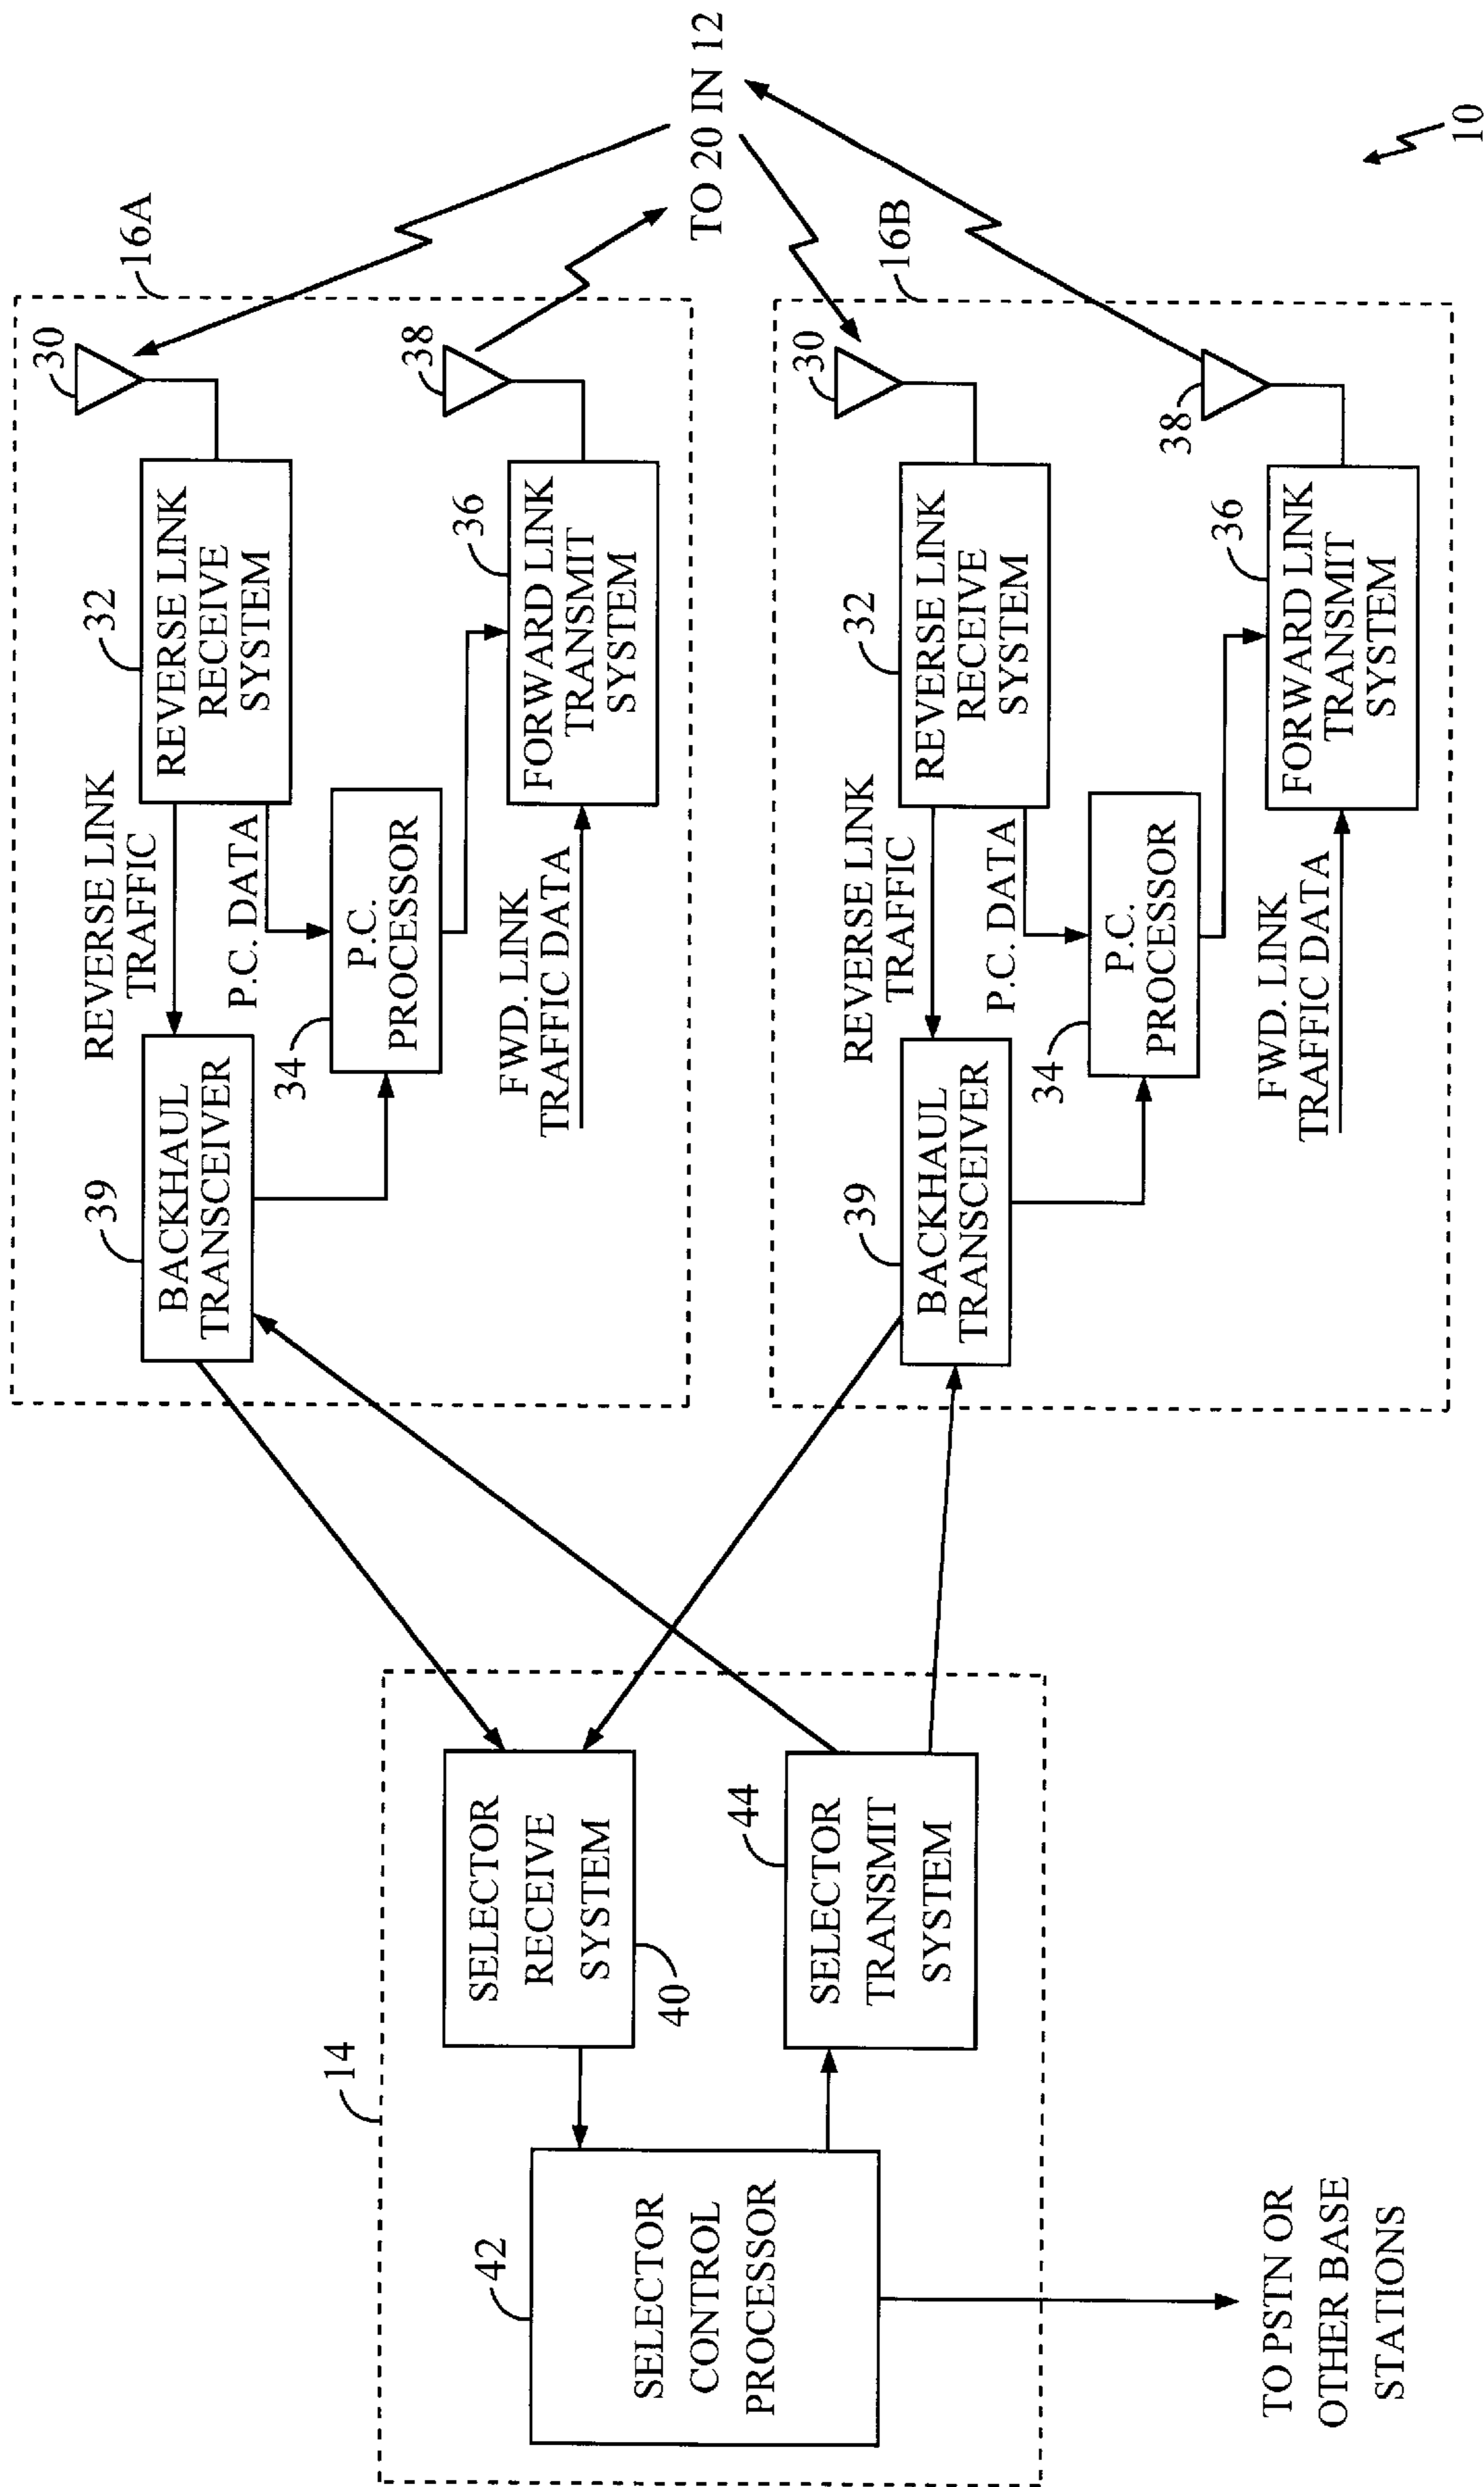 14
42
SELECTOR
CONTROL
PROCESSOR
SELECTOR
RECEIVE
SYSTEM
40
44
SELECTOR
TRANSMIT
SYSTEM
TO PSTN OR
OTHER BASE
STATIONS
16A
39
BACKHAUL
TRANSCEIVER
REVERSE LINK
TRAFFIC
P.C. DATA
32
REVERSE LINK
RECEIVE
SYSTEM
30
34
P.C.
PROCESSOR
FWD. LINK
TRAFFIC DATA
36
FORWARD LINK
TRANSMIT
SYSTEM
38
TO 20 IN 12
16B
39
BACKHAUL
TRANSCEIVER
REVERSE LINK
TRAFFIC
P.C. DATA
32
REVERSE LINK
RECEIVE
SYSTEM
30
34
P.C.
PROCESSOR
FWD. LINK
TRAFFIC DATA
36
FORWARD LINK
TRANSMIT
SYSTEM
38
10